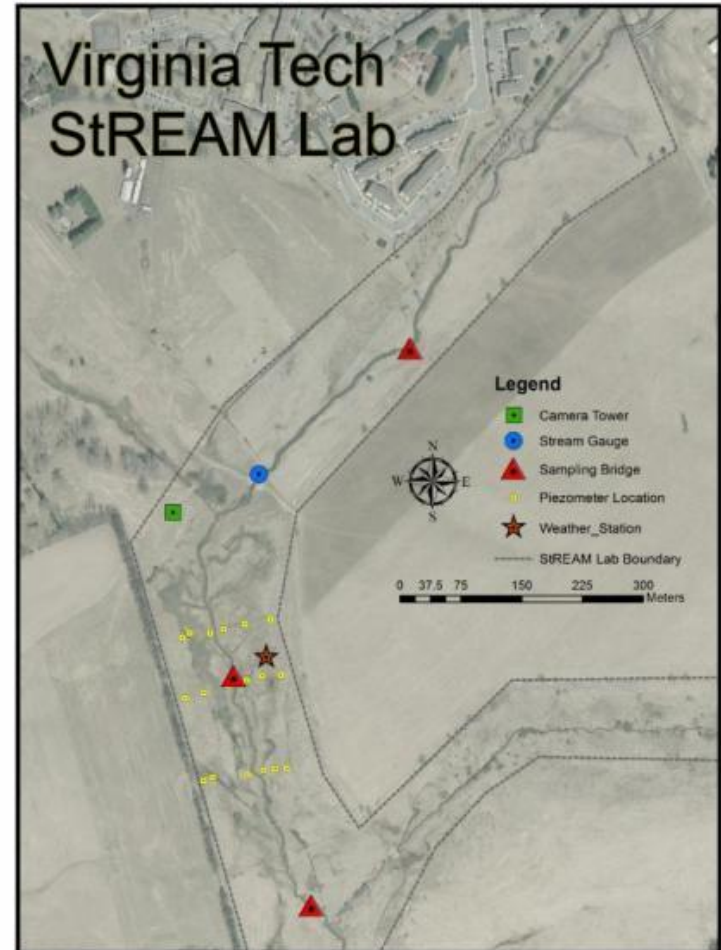 Virginia Tech
StREAM Lab
Legend
Camera Tower
Stream Gauge
Sampling Bridge
Piezometer Location
Weather_Station
StREAM Lab Boundary
N
W E
S
0 37.5 75 150 225 300
Meters